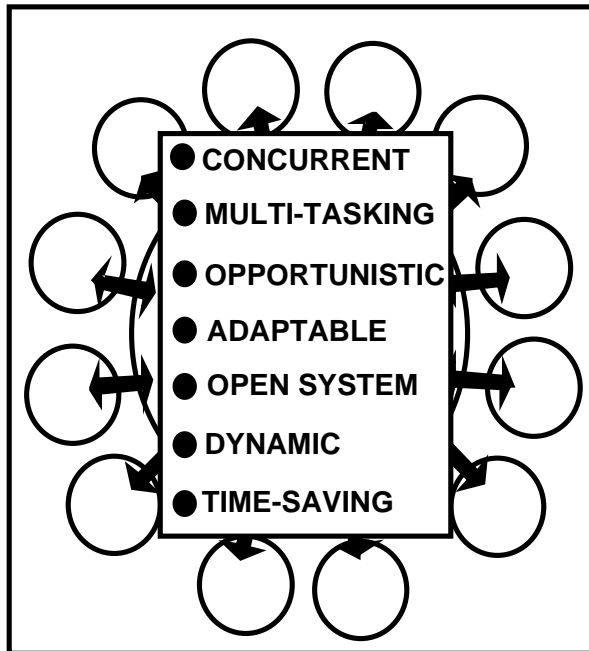 ● CONCURRENT
● MULTI-TASKING
● OPPORTUNISTIC
● ADAPTABLE
● OPEN SYSTEM
● DYNAMIC
● TIME-SAVING